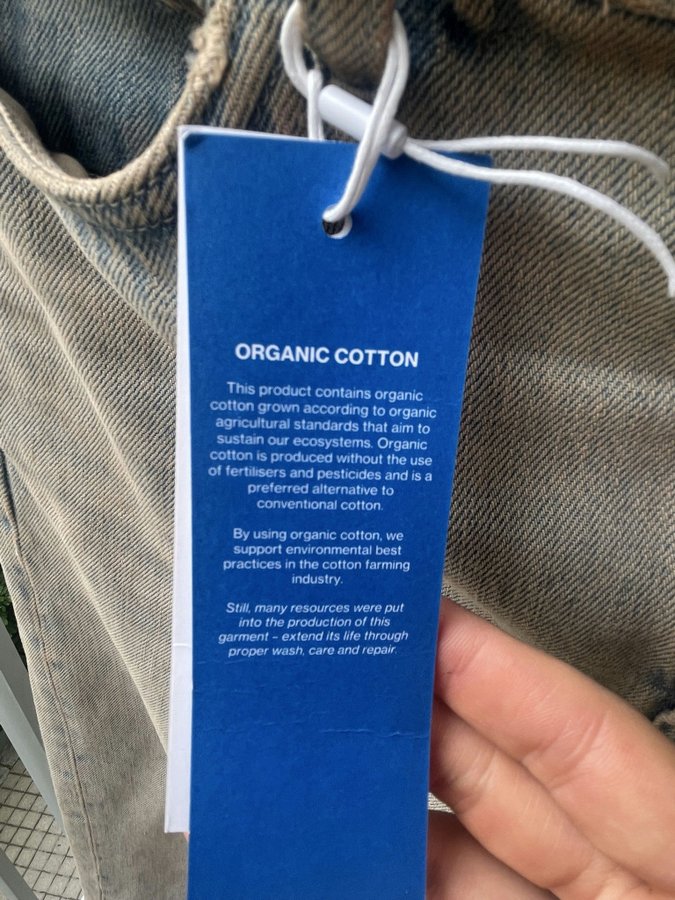 ORGANIC COTTON
This product contains organic
cotton grown according to organic
agricultural standards that aim to
sustain our ecosystems. Organic
cotton is produced without the use
of fertilisers and pesticides and is a
preferred alternative to
conventional cotton.
By using organic cotton, we
support environmental best
practices in the cotton farming
industry.
Still, many resources were put
into the production of this
garment – extend its life through
proper wash, care and repair.